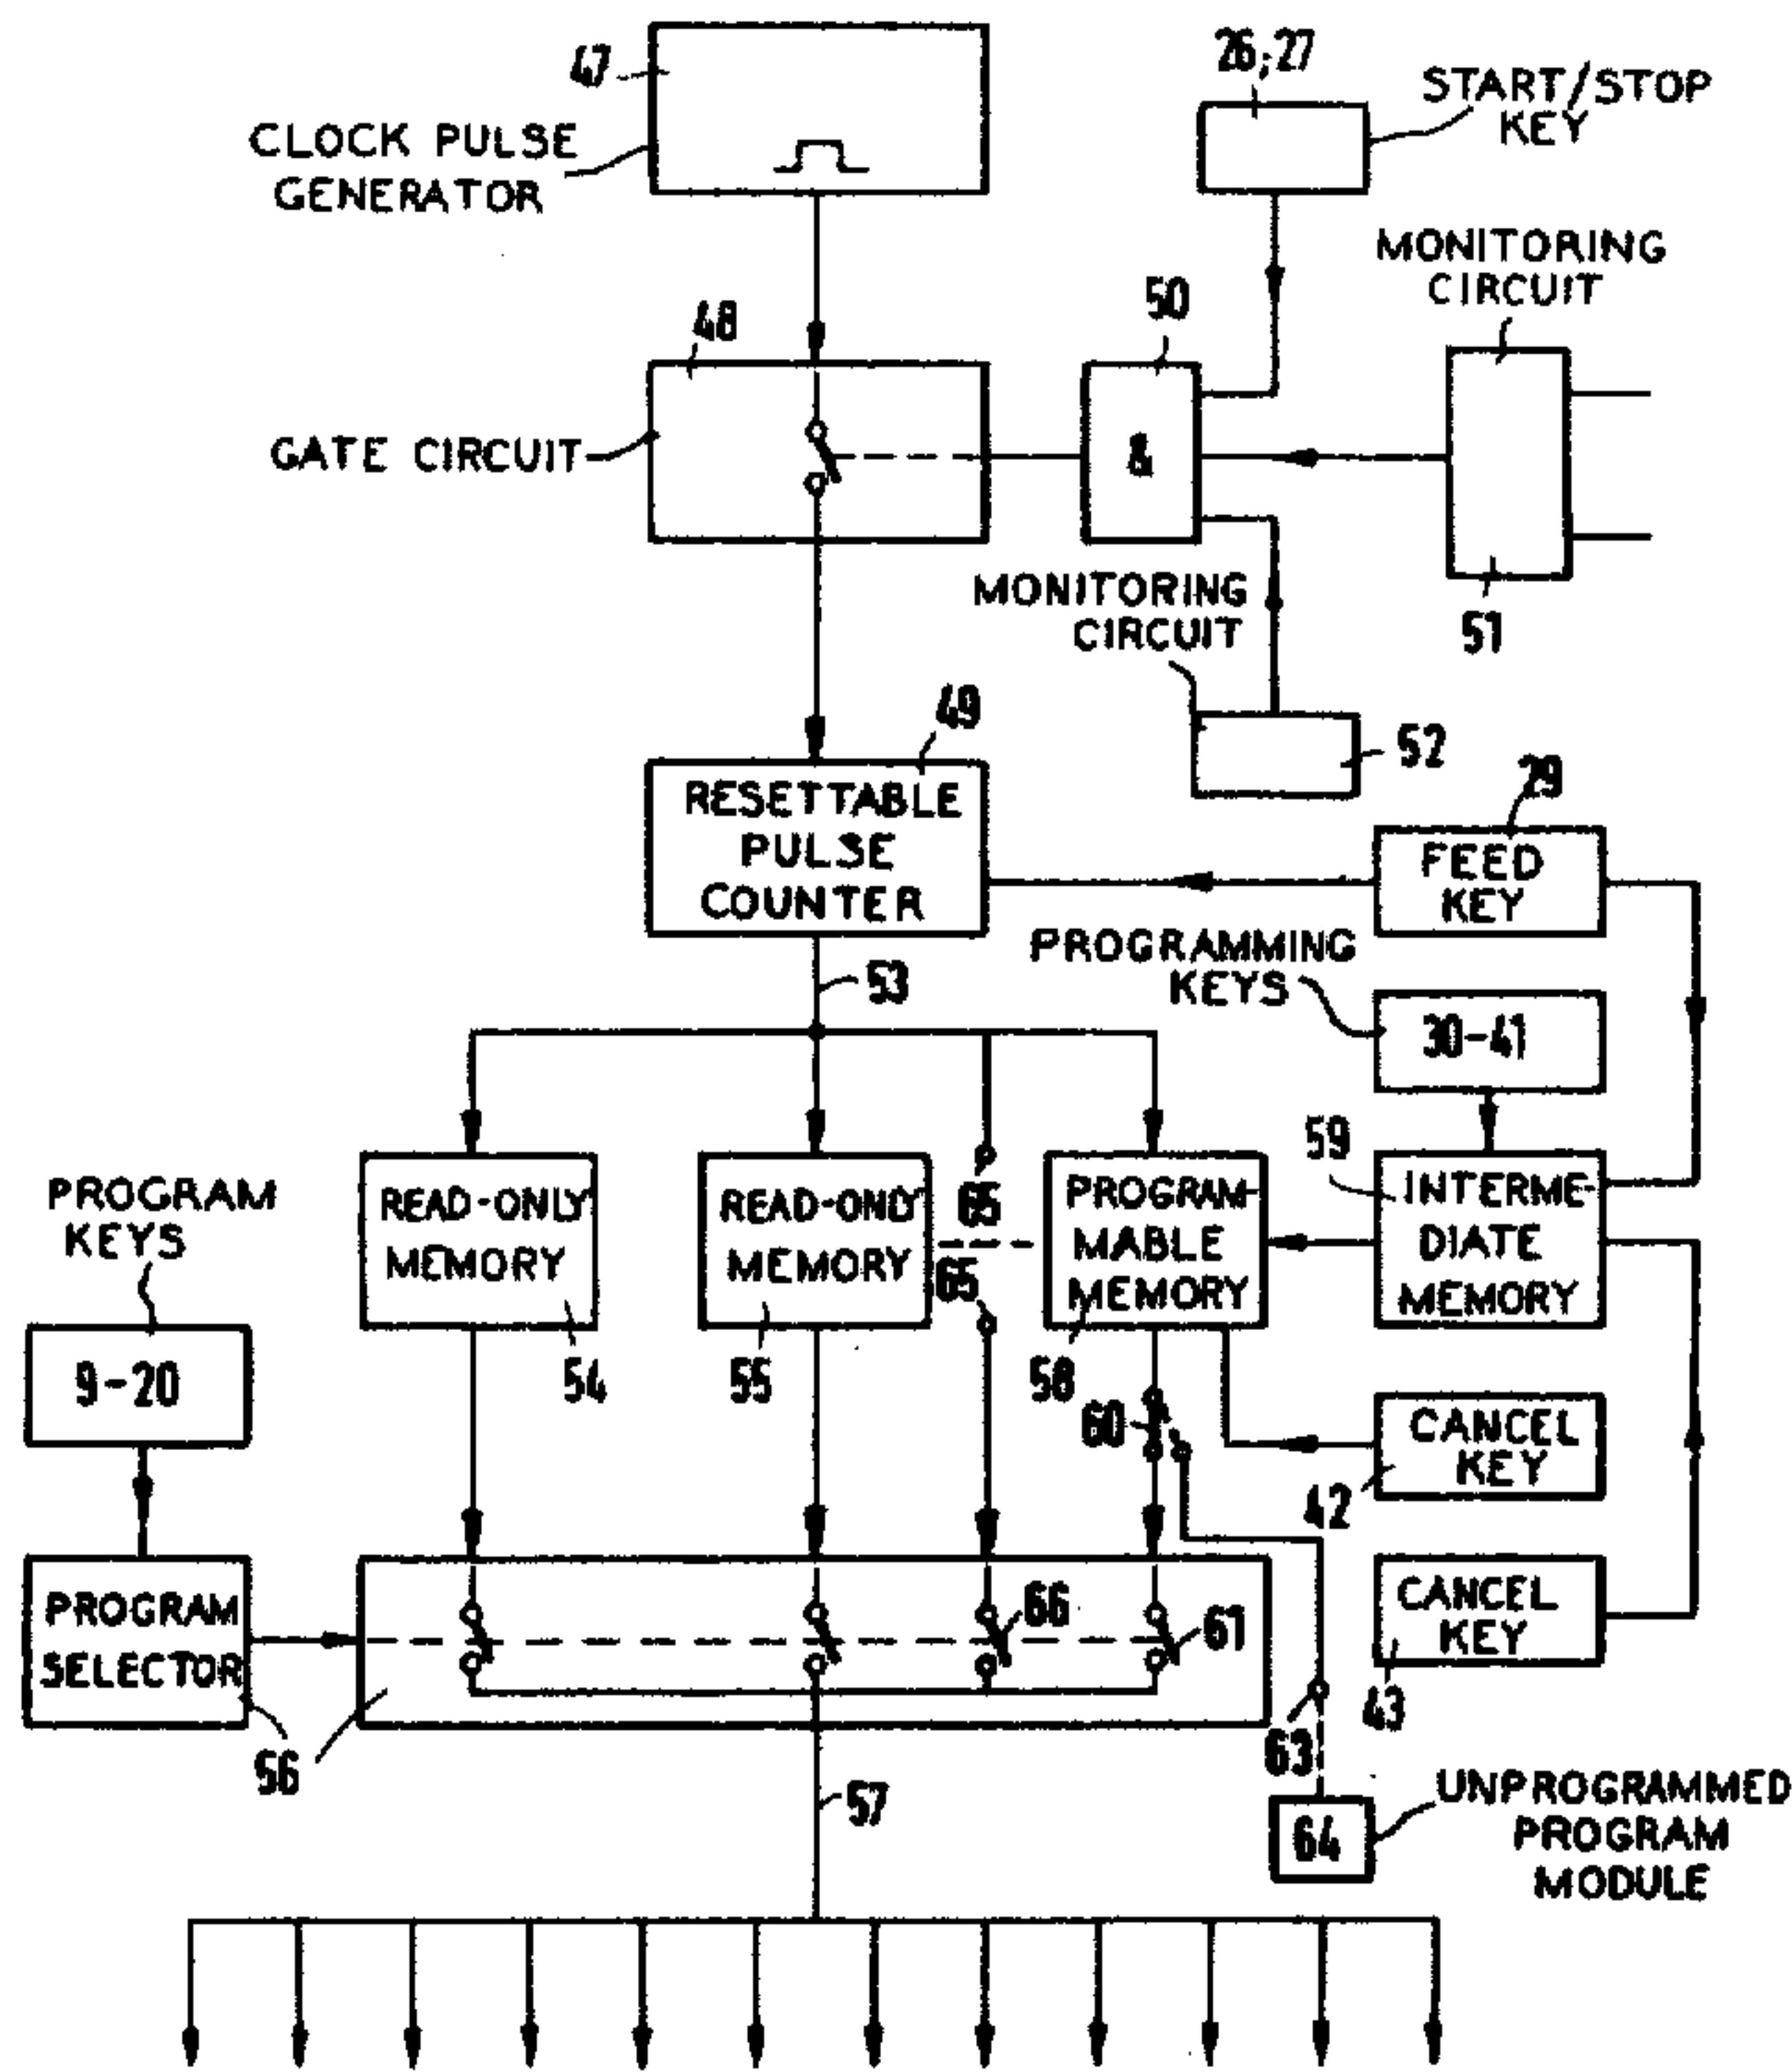 47
26,27
START/STOP
KEY
CLOCK PULSE
GENERATOR
MONITORING
CIRCUIT
50
48
GATE CIRCUIT
&
MONITORING
CIRCUIT
51
49
52
29
RESETTABLE
PULSE
COUNTER
FEED
KEY
PROGRAMMING
KEYS
53
30-41
59
PROGRAM
KEYS
READ-ONLY
MEMORY
READ-ONLY
MEMORY
65
65
PROGRAM-
MABLE
MEMORY
INTERME-
DIATE
MEMORY
9-20
54
55
58
60
CANCEL
KEY
42
PROGRAM
SELECTOR
66
61
CANCEL
KEY
43
56
63
57
64
UNPROGRAMMED
PROGRAM
MODULE